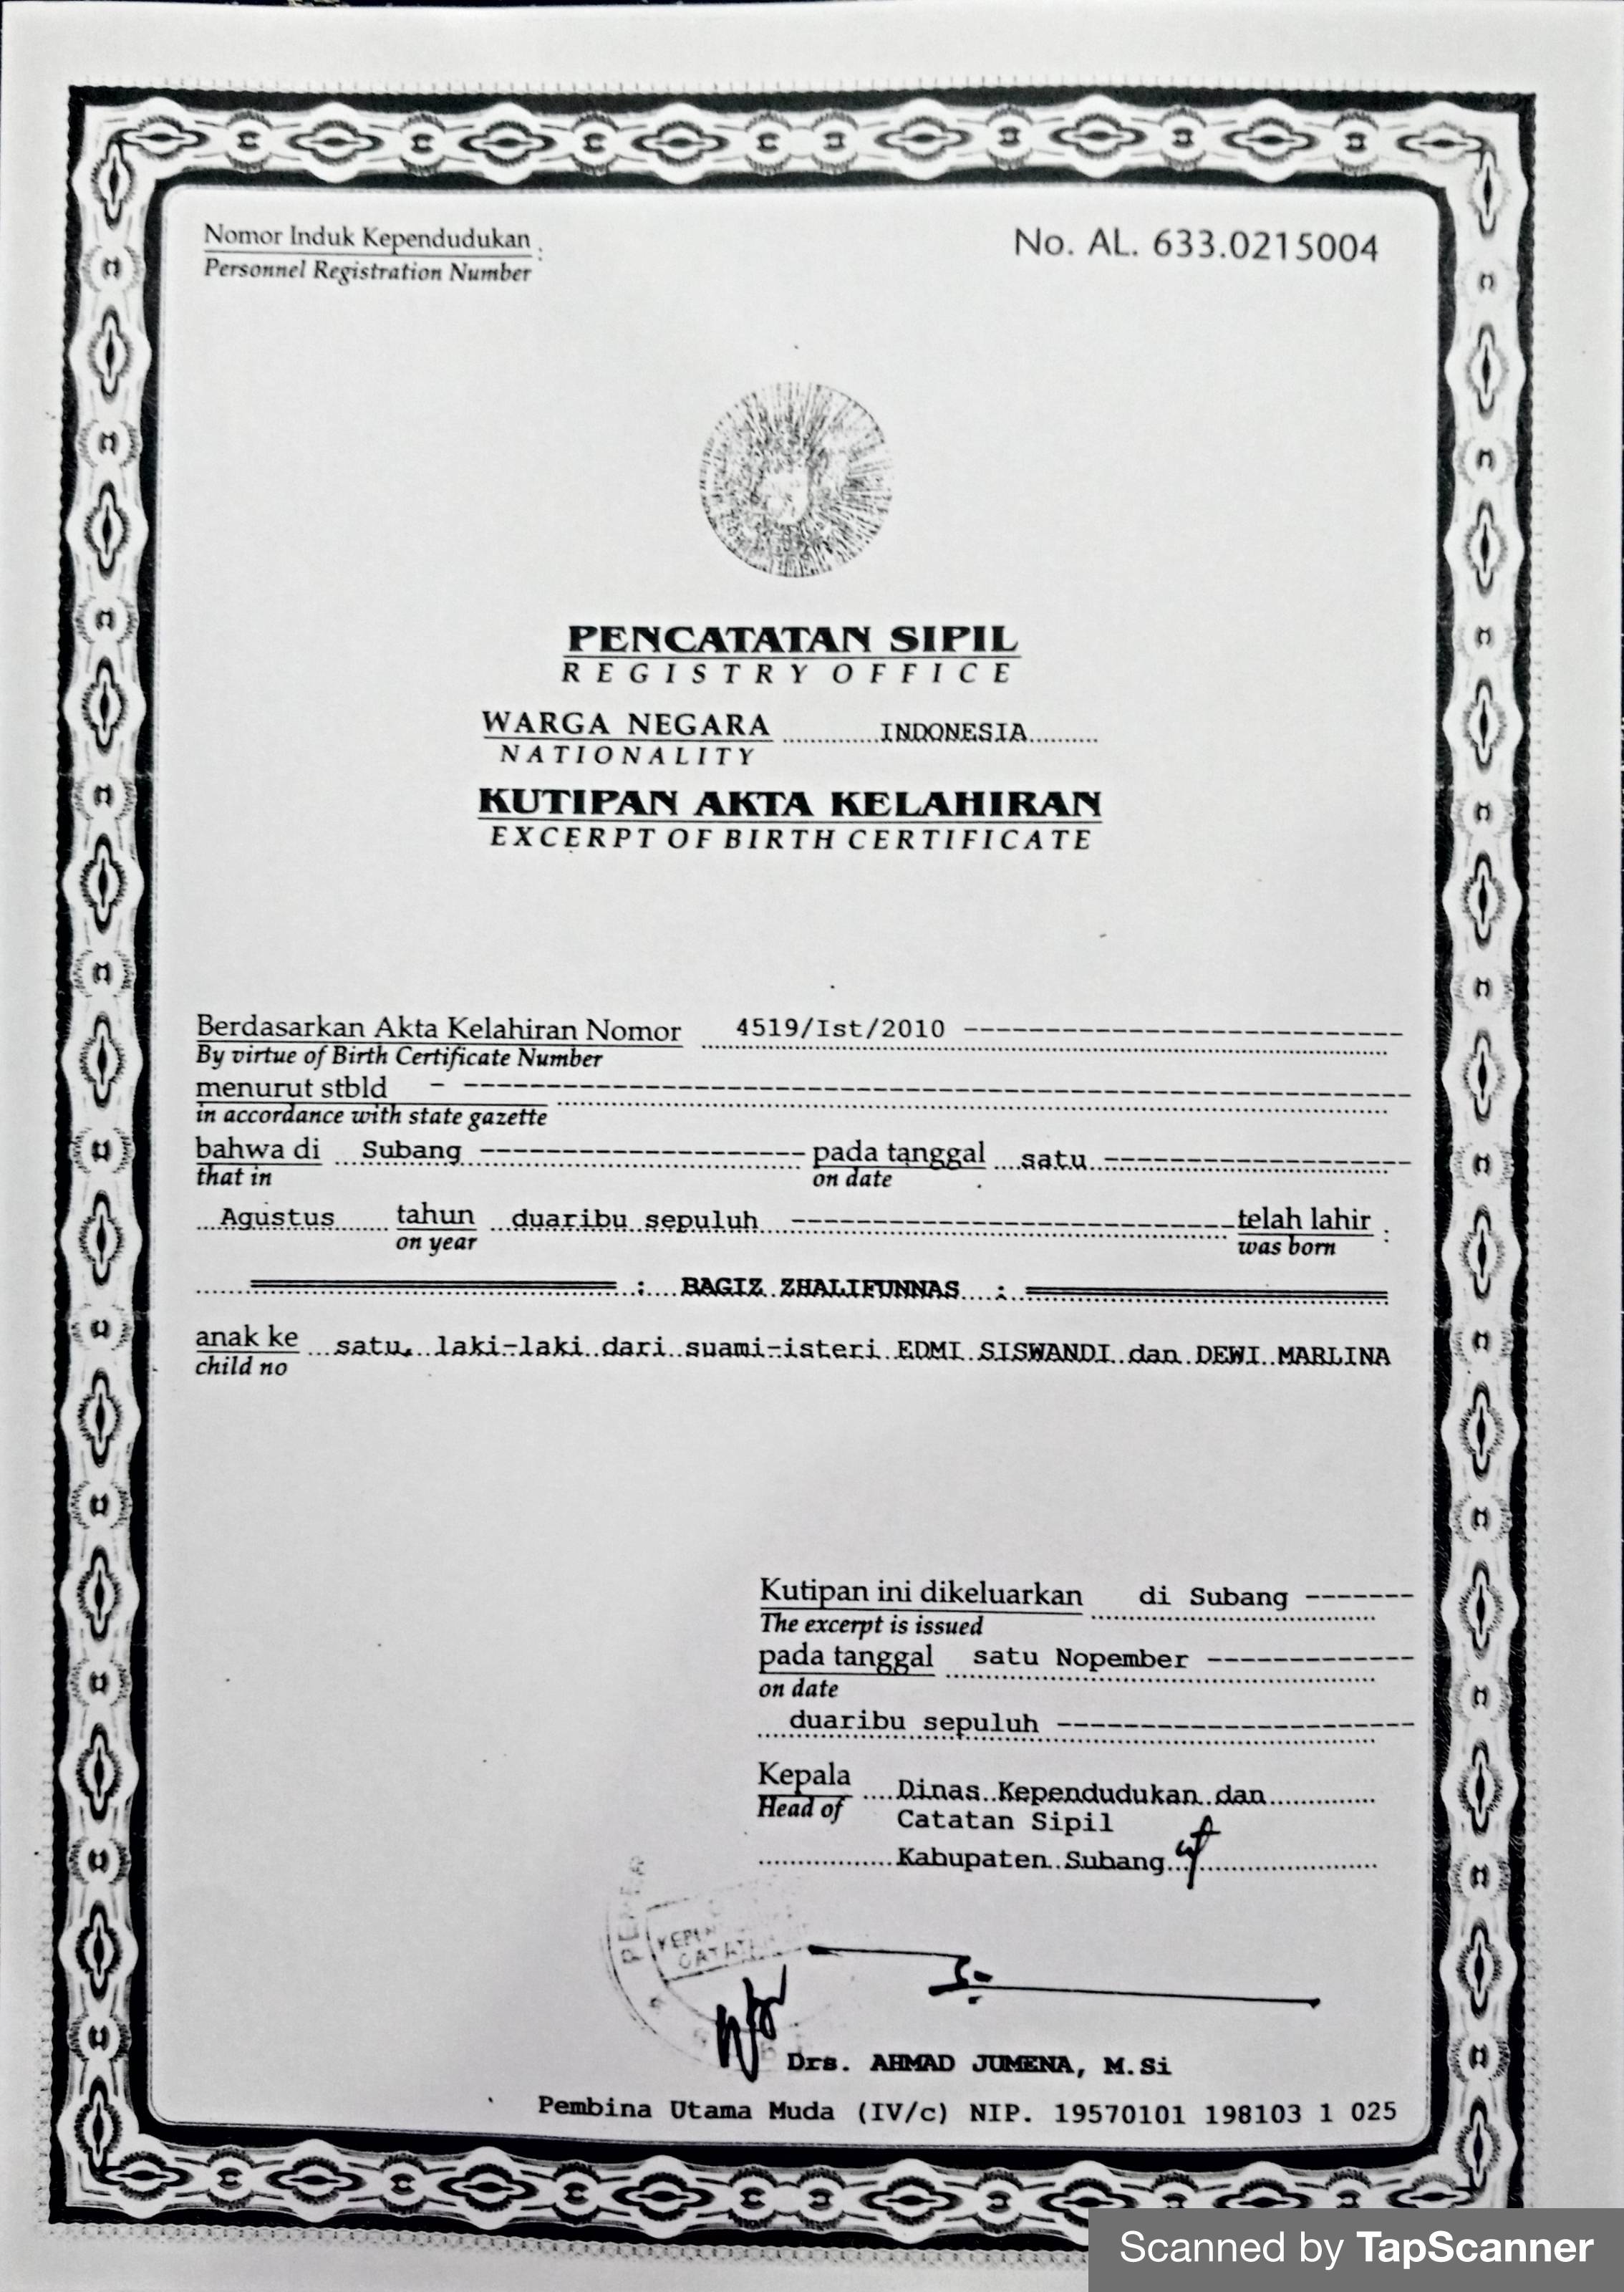 Nomor Induk Kependudukan :
Personnel Registration Number
No. AL. 633.0215004
PENCATATAN SIPIL
REGISTRY OFFICE
WARGA NEGARA INDONESIA
NATIONALITY
KUTIPAN AKTA KELAHIRAN
EXCERPT OF BIRTH CERTIFICATE
Berdasarkan Akta Kelahiran Nomor 4519/Ist/2010
By virtue of Birth Certificate Number
menurut stbld -
in accordance with state gazette
bahwa di Subang pada tanggal satu
that in on date
Agustus tahun duaribu sepuluh telah lahir :
on year was born
: BAGIZ ZHALIFUNNAS :
anak ke satu, laki-laki dari suami-isteri EDMI SISWANDI dan DEWI MARLINA
child no
Kutipan ini dikeluarkan di Subang
The excerpt is issued
pada tanggal satu Nopember
on date
duaribu sepuluh
Kepala Dinas Kependudukan dan
Head of Catatan Sipil
Kabupaten Subang
Drs. AHMAD JUMENA, M.Si
Pembina Utama Muda (IV/c) NIP. 19570101 198103 1 025
Scanned by TapScanner